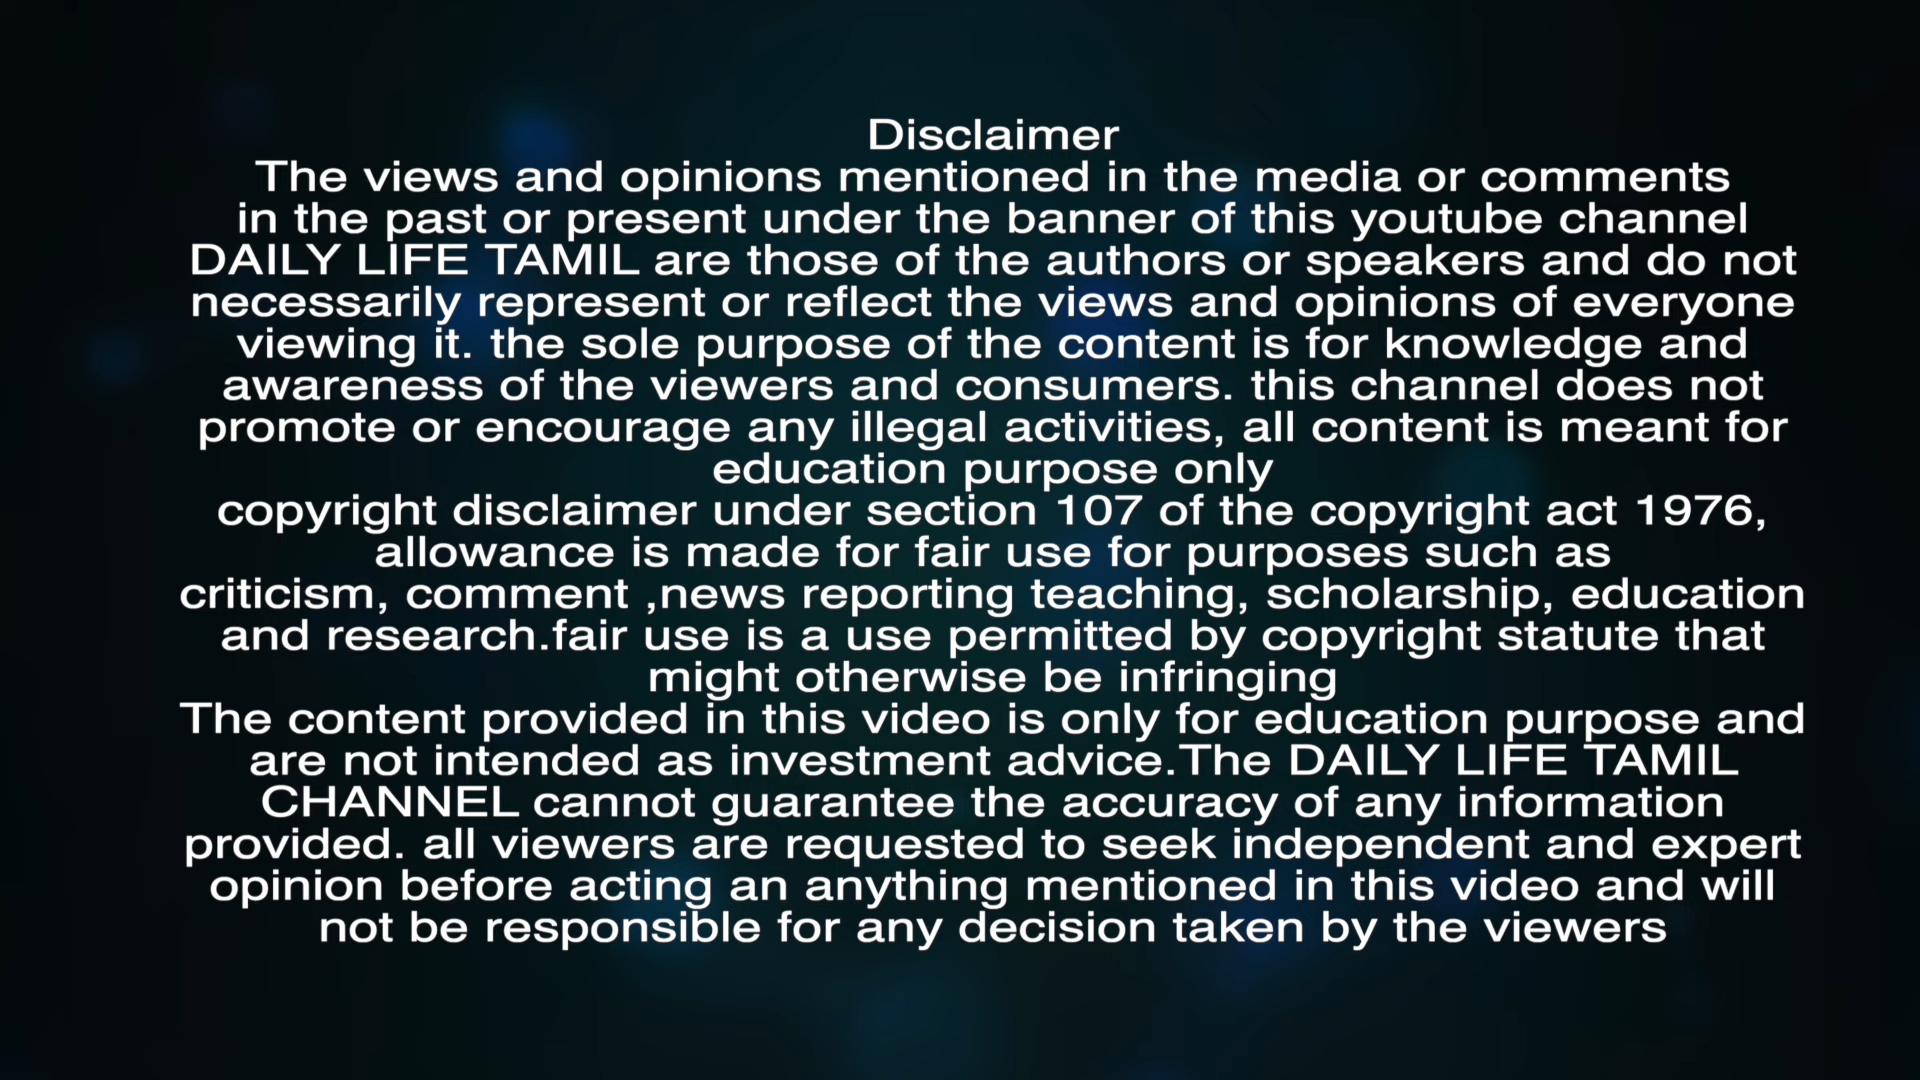 Disclaimer
The views and opinions mentioned in the media or comments
in the past or present under the banner of this youtube channel
DAILY LIFE TAMIL are those of the authors or speakers and do not
necessarily represent or reflect the views and opinions of everyone
viewing it. the sole purpose of the content is for knowledge and
awareness of the viewers and consumers. this channel does not
promote or encourage any illegal activities, all content is meant for
education purpose only
copyright disclaimer under section 107 of the copyright act 1976,
allowance is made for fair use for purposes such as
criticism, comment ,news reporting teaching, scholarship, education
and research.fair use is a use permitted by copyright statute that
might otherwise be infringing
The content provided in this video is only for education purpose and
are not intended as investment advice.The DAILY LIFE TAMIL
CHANNEL cannot guarantee the accuracy of any information
provided. all viewers are requested to seek independent and expert
opinion before acting an anything mentioned in this video and will
not be responsible for any decision taken by the viewers